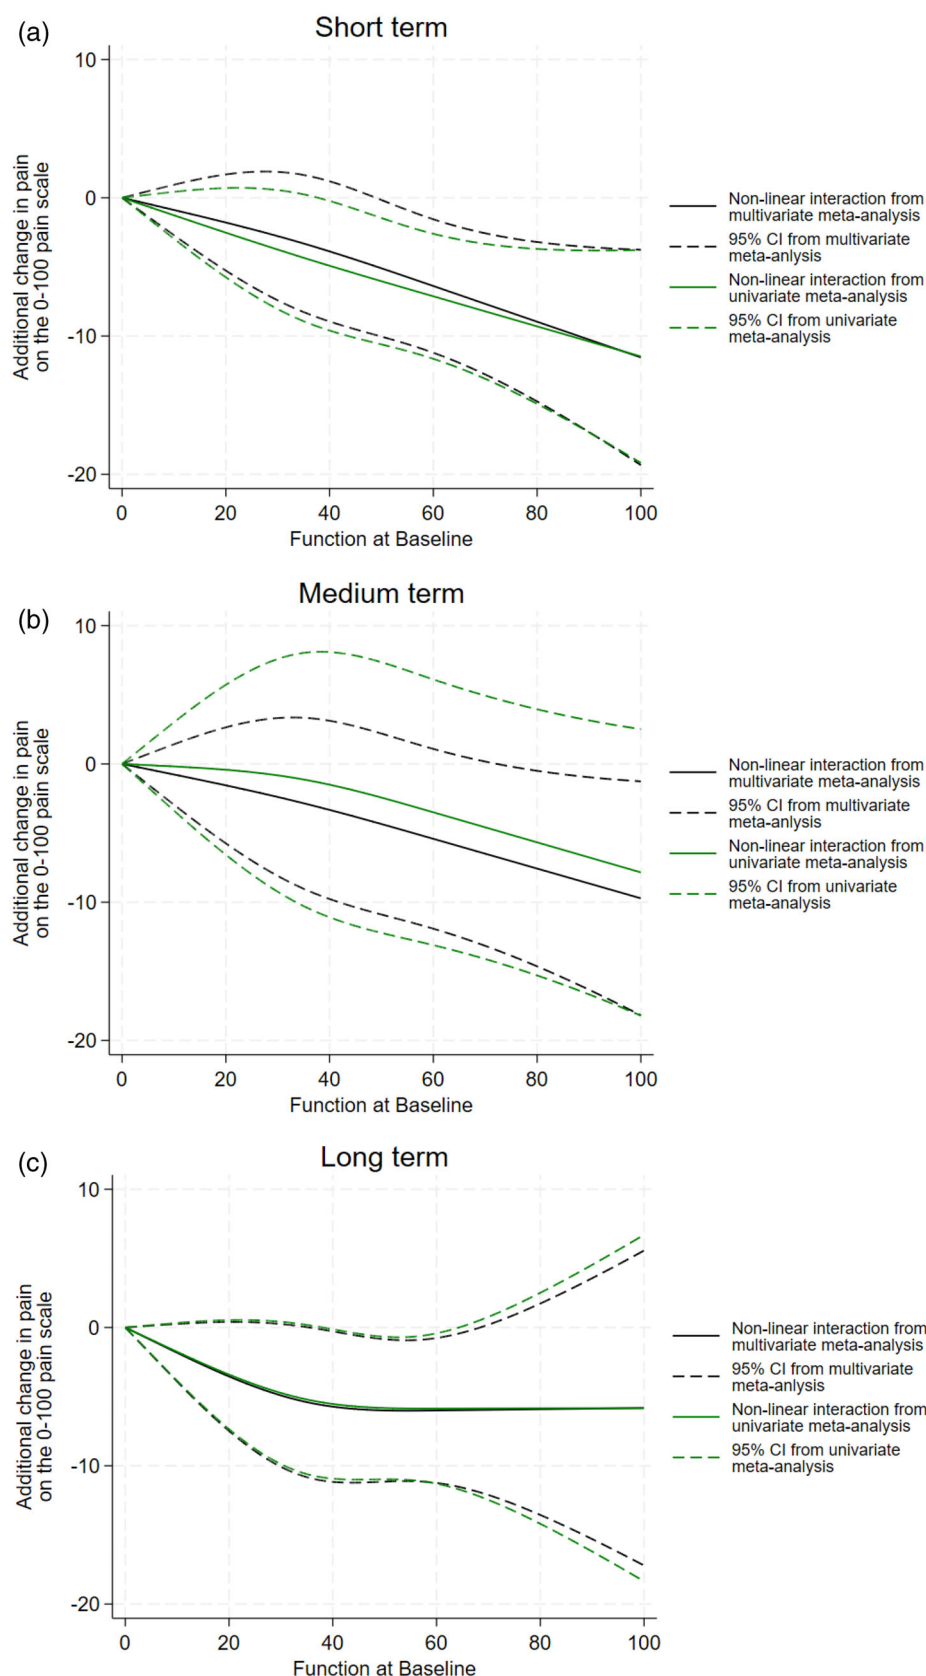 (a)
Short term
Additional change in pain
on the 0-100 pain scale
10
0
-10
-20
0 20 40 60 80 100
Function at Baseline
Non-linear interaction from
multivariate meta-analysis
95% CI from multivariate
meta-anlysis
Non-linear interaction from
univariate meta-analysis
95% CI from univariate
meta-analysis
(b)
Medium term
Additional change in pain
on the 0-100 pain scale
10
0
-10
-20
0 20 40 60 80 100
Function at Baseline
Non-linear interaction from
multivariate meta-analysis
95% CI from multivariate
meta-anlysis
Non-linear interaction from
univariate meta-analysis
95% CI from univariate
meta-analysis
(c)
Long term
Additional change in pain
on the 0-100 pain scale
10
0
-10
-20
0 20 40 60 80 100
Function at Baseline
Non-linear interaction from
multivariate meta-analysis
95% CI from multivariate
meta-anlysis
Non-linear interaction from
univariate meta-analysis
95% CI from univariate
meta-analysis